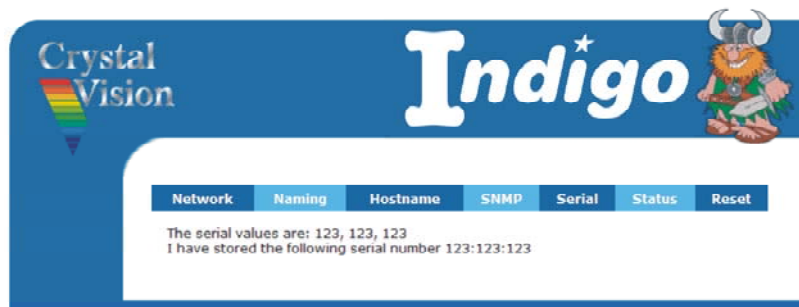 Crystal
Vision
Indigo
Network Naming Hostname SNMP Serial Status Reset
The serial values are: 123, 123, 123
I have stored the following serial number 123:123:123